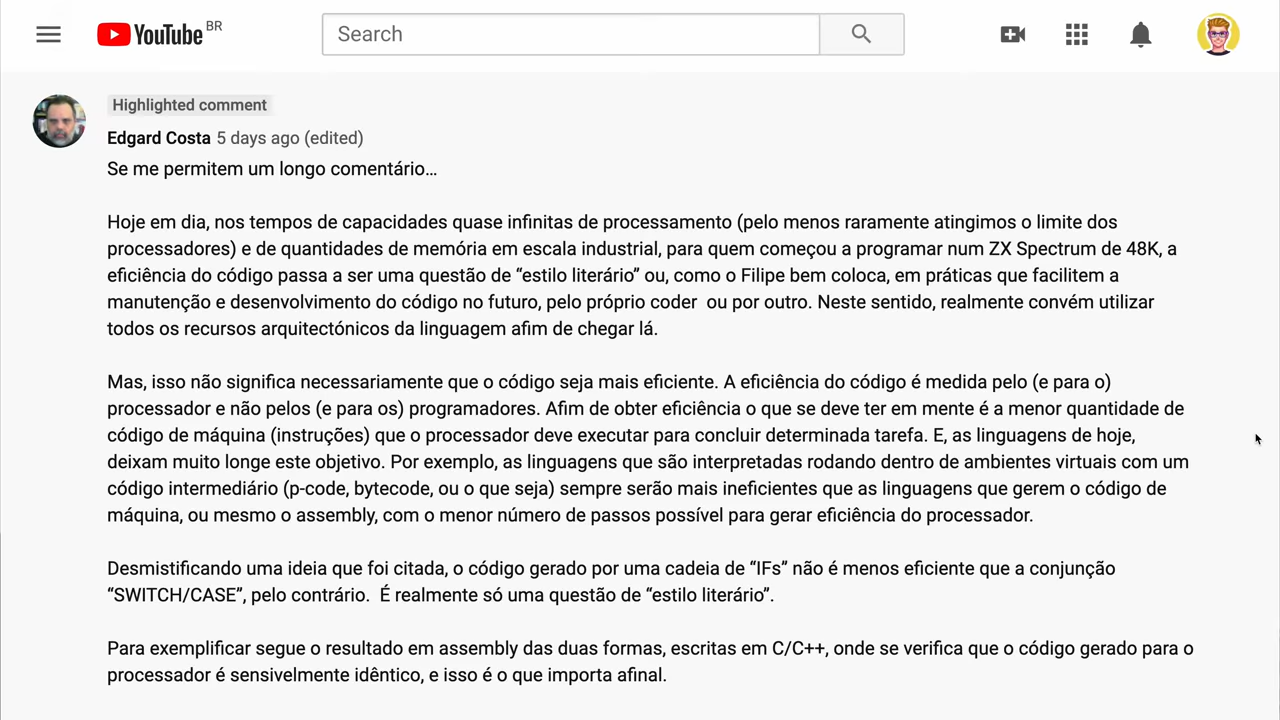 YouTube BR
Search
Highlighted comment
Edgard Costa 5 days ago (edited)
Se me permitem um longo comentário…
Hoje em dia, nos tempos de capacidades quase infinitas de processamento (pelo menos raramente atingimos o limite dos
processadores) e de quantidades de memória em escala industrial, para quem começou a programar num ZX Spectrum de 48K, a
eficiência do código passa a ser uma questão de “estilo literário” ou, como o Filipe bem coloca, em práticas que facilitem a
manutenção e desenvolvimento do código no futuro, pelo próprio coder ou por outro. Neste sentido, realmente convém utilizar
todos os recursos arquitectónicos da linguagem afim de chegar lá.
Mas, isso não significa necessariamente que o código seja mais eficiente. A eficiência do código é medida pelo (e para o)
processador e não pelos (e para os) programadores. Afim de obter eficiência o que se deve ter em mente é a menor quantidade de
código de máquina (instruções) que o processador deve executar para concluir determinada tarefa. E, as linguagens de hoje,
deixam muito longe este objetivo. Por exemplo, as linguagens que são interpretadas rodando dentro de ambientes virtuais com um
código intermediário (p-code, bytecode, ou o que seja) sempre serão mais ineficientes que as linguagens que gerem o código de
máquina, ou mesmo o assembly, com o menor número de passos possível para gerar eficiência do processador.
Desmistificando uma ideia que foi citada, o código gerado por uma cadeia de “IFs” não é menos eficiente que a conjunção
“SWITCH/CASE”, pelo contrário. É realmente só uma questão de “estilo literário”.
Para exemplificar segue o resultado em assembly das duas formas, escritas em C/C++, onde se verifica que o código gerado para o
processador é sensivelmente idêntico, e isso é o que importa afinal.